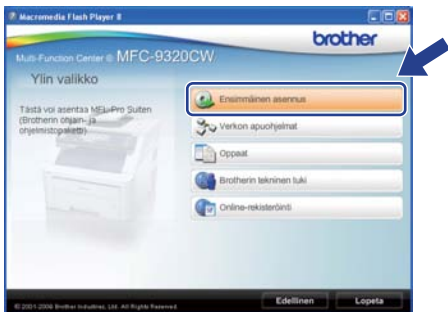 Macromedia Flash Player 8
brother
Multi-Function Center ® MFC-9320CW
Ylin valikko
Tästä voi asentaa MFL-Pro Suiten
(Brotherin ohjain- ja
ohjelmistopaketti)
Ensimmäinen asennus
Verkon apuohjelmat
Oppaat
Brotherin tekninen tuki
Online-rekisteröinti
© 2001-2008 Brother Industries, Ltd. All Rights Reserved
Edellinen
Lopeta